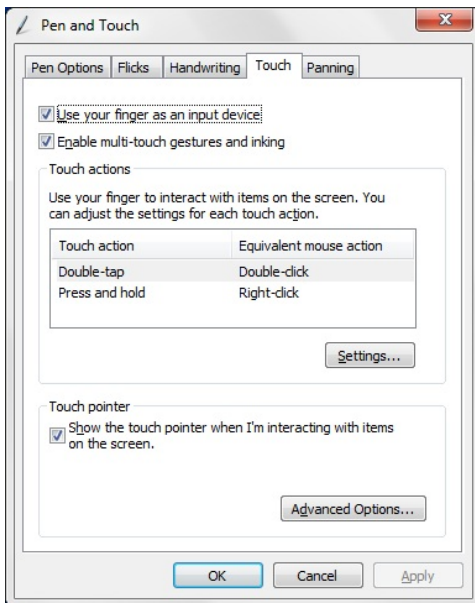 Pen and Touch
Pen Options Flicks Handwriting Touch Panning
Use your finger as an input device
Enable multi-touch gestures and inking
Touch actions
Use your finger to interact with items on the screen. You
can adjust the settings for each touch action.
Touch action Equivalent mouse action
Double-tap Double-click
Press and hold Right-click
Settings...
Touch pointer
Show the touch pointer when I'm interacting with items
on the screen.
Advanced Options...
OK Cancel Apply